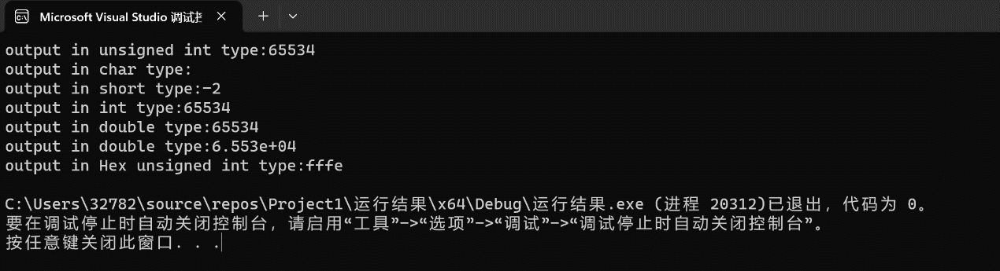 Microsoft Visual Studio 调试
output in unsigned int type:65534
output in char type:
output in short type:-2
output in int type:65534
output in double type:65534
output in double type:6.553e+04
output in Hex unsigned int type:fffe
C:\Users\32782\source\repos\Project1\运行结果\x64\Debug\运行结果.exe (进程 20312)已退出，代码为 0。
要在调试停止时自动关闭控制台，请启用“工具”->“选项”->“调试”->“调试停止时自动关闭控制台”。
按任意键关闭此窗口. . .